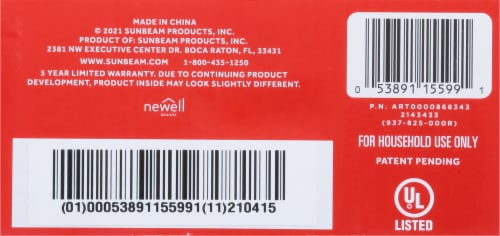 MADE IN CHINA
© 2021 SUNBEAM PRODUCTS, INC.
PRODUCT OF: SUNBEAM PRODUCTS, INC.
2381 NW EXECUTIVE CENTER DR. BOCA RATON, FL, 33431
WWW.SUNBEAM.COM 1-800-435-1250
5 YEAR LIMITED WARRANTY. DUE TO CONTINUING PRODUCT
DEVELOPMENT, PRODUCT INSIDE MAY LOOK SLIGHTLY DIFFERENT.
newell
BRANDS
(01)00053891155991(11)210415
0 53891 15599 1
P.N. ART0000868343
2143433
(937-825-000R)
FOR HOUSEHOLD USE ONLY
PATENT PENDING
UL
LISTED